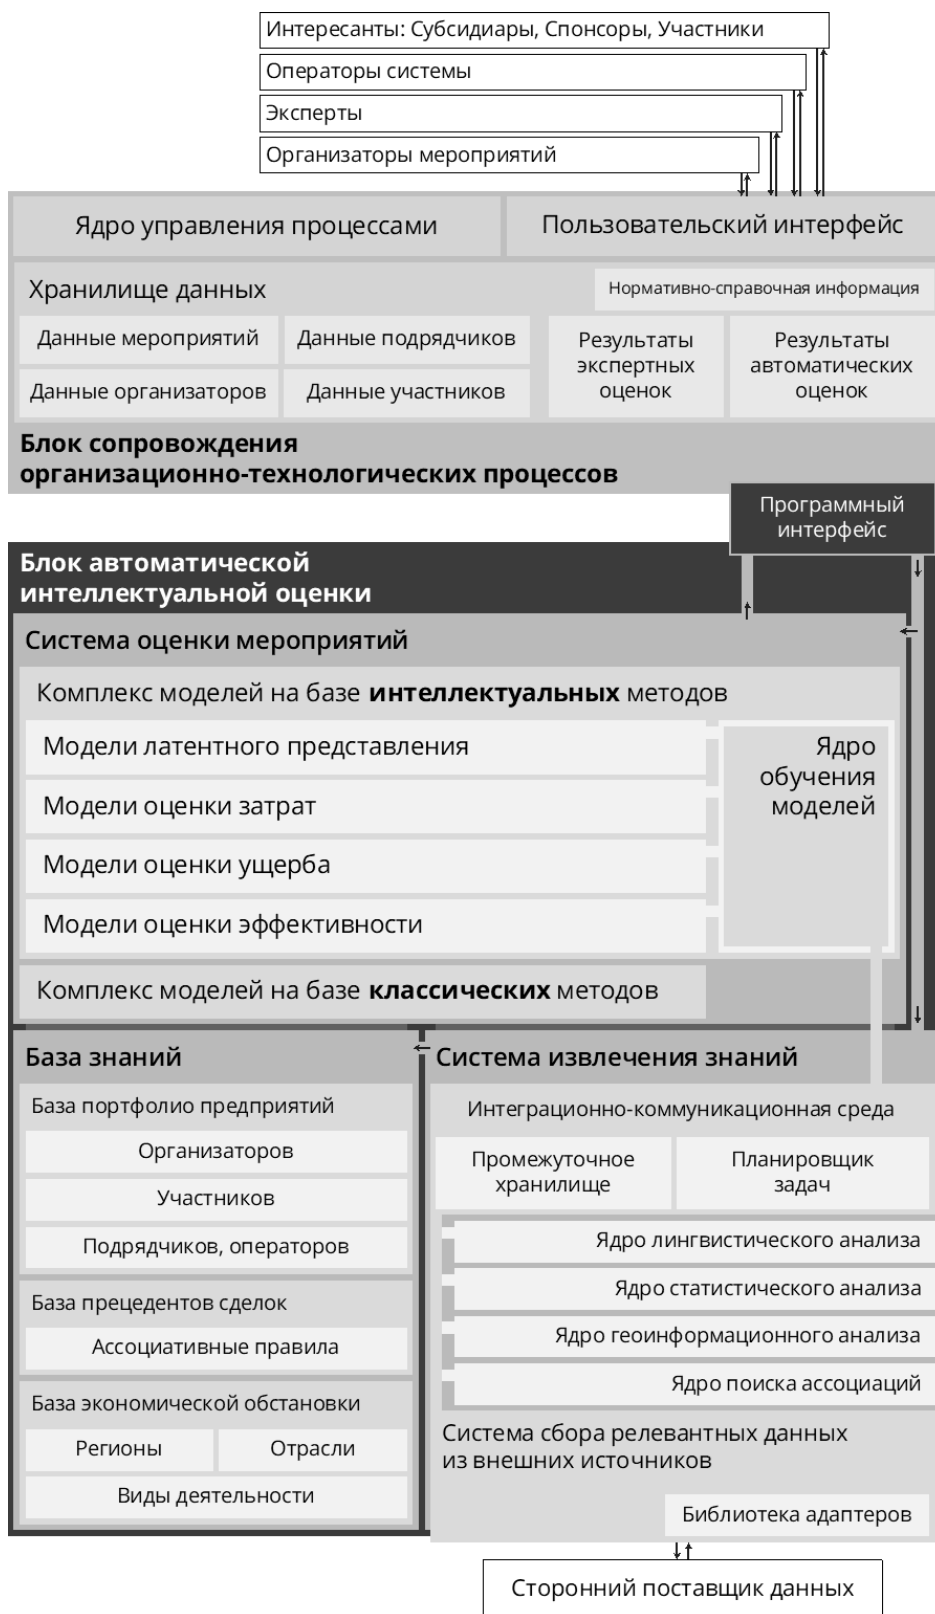 Интересанты: Субсидиары, Спонсоры, Участники
Операторы системы
Эксперты
Организаторы мероприятий
Ядро управления процессами
Пользовательский интерфейс
Хранилище данных
Нормативно-справочная информация
Данные мероприятий
Данные подрядчиков
Данные организаторов
Данные участников
Результаты
экспертных
оценок
Результаты
автоматических
оценок
Блок сопровождения
организационно-технологических процессов
Программный
интерфейс
Блок автоматической
интеллектуальной оценки
Система оценки мероприятий
Комплекс моделей на базе интеллектуальных методов
Модели латентного представления
Модели оценки затрат
Модели оценки ущерба
Модели оценки эффективности
Ядро
обучения
моделей
Комплекс моделей на базе классических методов
База знаний
База портфолио предприятий
Организаторов
Участников
Подрядчиков, операторов
База прецедентов сделок
Ассоциативные правила
База экономической обстановки
Регионы
Отрасли
Виды деятельности
Система извлечения знаний
Интеграционно-коммуникационная среда
Промежуточное
хранилище
Планировщик
задач
Ядро лингвистического анализа
Ядро статистического анализа
Ядро геоинформационного анализа
Ядро поиска ассоциаций
Система сбора релевантных данных
из внешних источников
Библиотека адаптеров
Сторонний поставщик данных